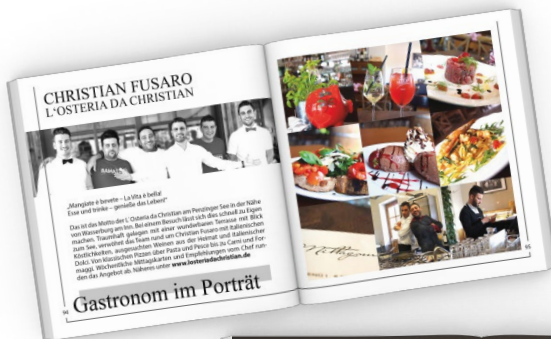 CHRISTIAN FUSARO
L'OSTERIA DA CHRISTIAN
„Mangiate e bevete – La Vita è bella!
Esse und trinke – genieße das Leben!"
Das ist das Motto des L'Osteria da Christian am Penzinger See in der Nähe
von Wasserburg am Inn. Bei einem Besuch lässt sich das schnell zu Eigen
machen. Traumhaft gelegen mit einer wunderbaren Terrasse mit Blick
zum See, verwöhnt das Team rund um Christian Fusaro mit italienischen
Köstlichkeiten, ausgesuchten Weinen aus der Heimat und italienischer
Dolci. Von klassischen Pizzen über Pasta und Pesce bis zu Carni und For-
maggi. Wöchentliche Mittagskarten und Empfehlungen vom Chef run-
den das Angebot ab. Näheres unter www.losteriadachristian.de
Gastronom im Porträt